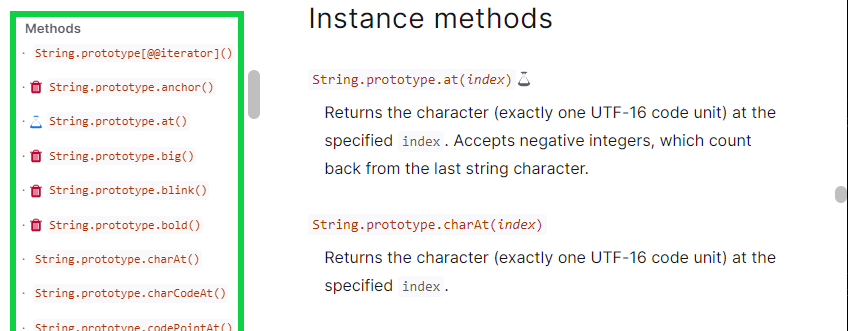 Methods
String.prototype[@@iterator]()
String.prototype.anchor()
String.prototype.at()
String.prototype.big()
String.prototype.blink()
String.prototype.bold()
String.prototype.charAt()
String.prototype.charCodeAt()
String.prototype.codePointAt()
Instance methods
String.prototype.at(index)
Returns the character (exactly one UTF-16 code unit) at the
specified index. Accepts negative integers, which count
back from the last string character.
String.prototype.charAt(index)
Returns the character (exactly one UTF-16 code unit) at the
specified index.